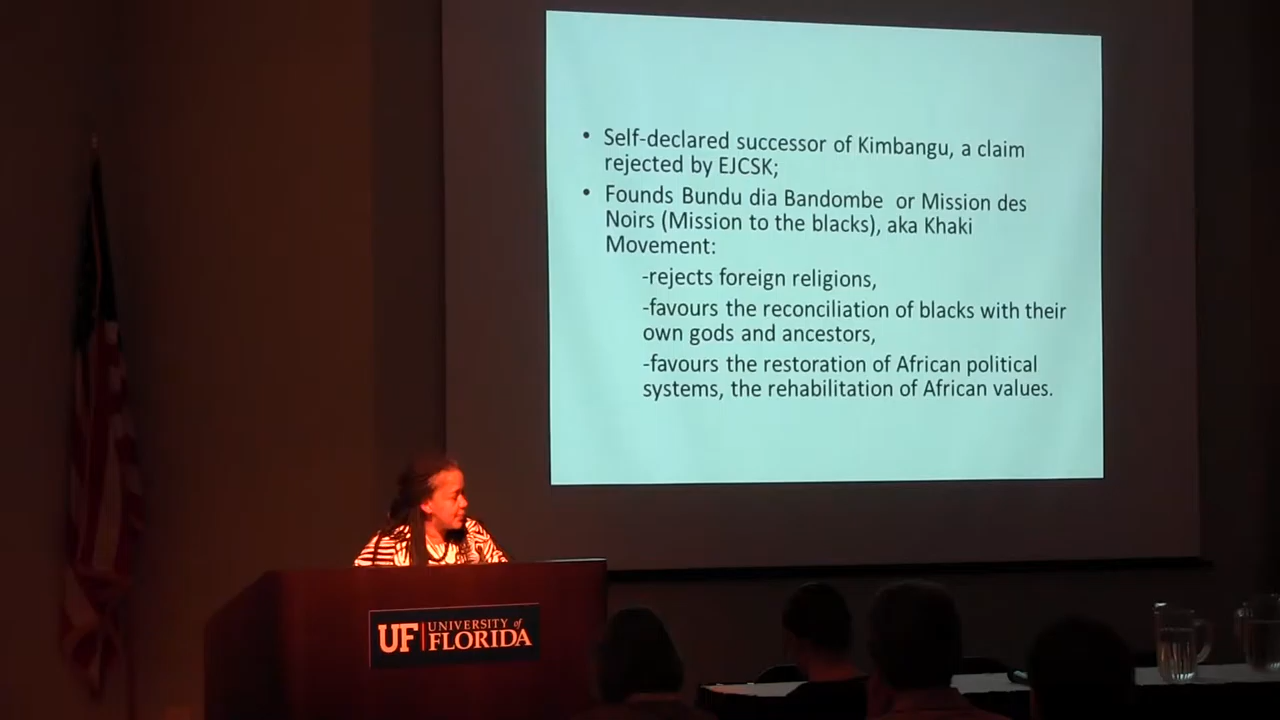 • Self-declared successor of Kimbangu, a claim
rejected by EJCSK;
• Founds Bundu dia Bandombe or Mission des
Noirs (Mission to the blacks), aka Khaki
Movement:
-rejects foreign religions,
-favours the reconciliation of blacks with their
own gods and ancestors,
-favours the restoration of African political
systems, the rehabilitation of African values.
UF UNIVERSITY of
FLORIDA